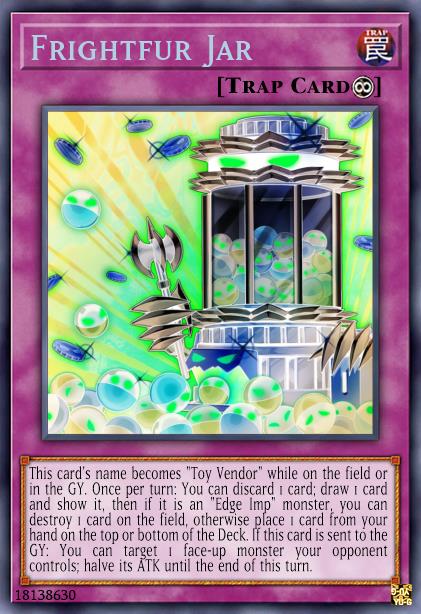 Frightfur Jar
TRAP
罠
[Trap Card]
This card's name becomes "Toy Vendor" while on the field or
in the GY. Once per turn: You can discard 1 card; draw 1 card
and show it, then if it is an "Edge Imp" monster, you can
destroy 1 card on the field, otherwise place 1 card from your
hand on the top or bottom of the Deck. If this card is sent to the
GY: You can target 1 face-up monster your opponent
controls; halve its ATK until the end of this turn.
18138630